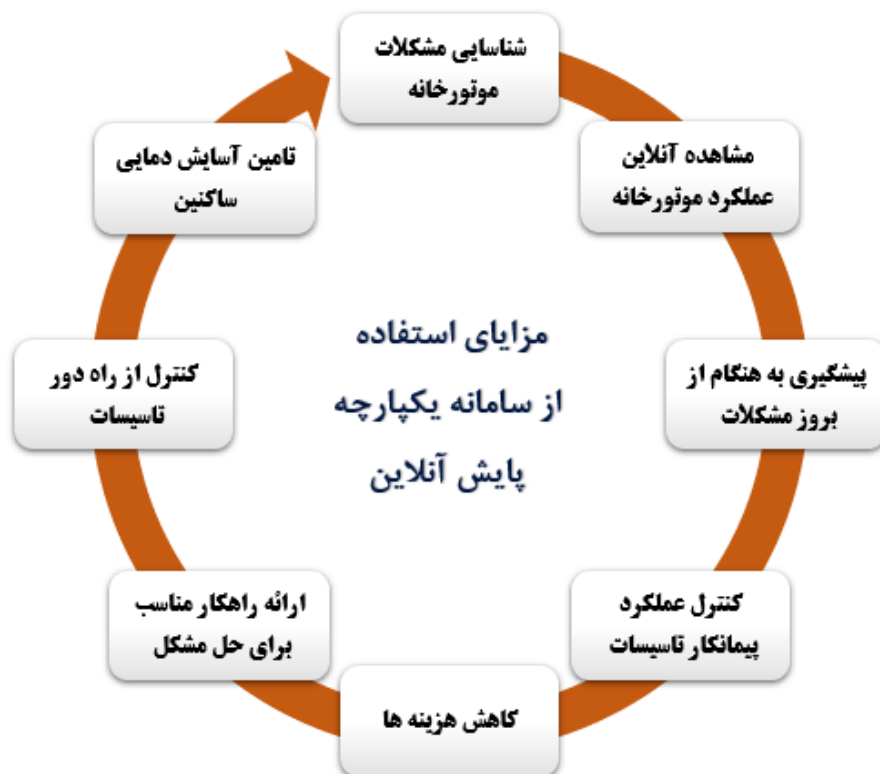 شناسایی مشکلات
موتورخانه
مشاهده آنلاین
عملکرد موتورخانه
پیشگیری به هنگام از
بروز مشکلات
کنترل عملکرد
پیمانکار تاسیسات
کاهش هزینه ها
ارائه راهکار مناسب
برای حل مشکل
کنترل از راه دور
تاسیسات
تامین آسایش دمایی
ساکنین
مزایای استفاده
از سامانه یکپارچه
پایش آنلاین